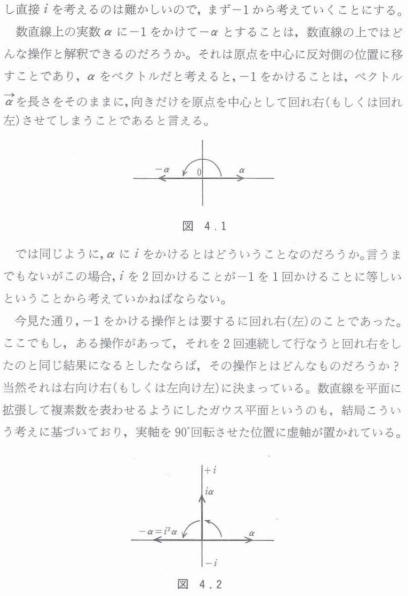 し直接 i を考えるのは難かしいので，まず−1から考えていくことにする。
数直線上の実数 α に−1をかけて−α とすることは，数直線の上ではど
んな操作と解釈できるのだろうか。それは原点を中心に反対側の位置に移
すことであり，α をベクトルだと考えると，−1をかけることは，ベクトル
α→を長さをそのままに，向きだけを原点を中心として回れ右(もしくは回れ
左)させてしまうことであると言える。
−α 0 α
図 4.1
では同じように，α に i をかけるとはどういうことなのだろうか。言うま
でもないがこの場合，i を2回かけることが−1を1回かけることに等しい
ということから考えていかねばならない。
今見た通り，−1をかける操作とは要するに回れ右(左)のことであった。
ここでもし，ある操作があって，それを2回連続して行なうと回れ右をし
たのと同じ結果になるとしたならば，その操作とはどんなものだろうか？
当然それは右向け右(もしくは左向け左)に決まっている。数直線を平面に
拡張して複素数を表わせるようにしたガウス平面というのも，結局こうい
う考えに基づいており，実軸を90°回転させた位置に虚軸が置かれている。
+i
iα
−α=i²α α
−i
図 4.2